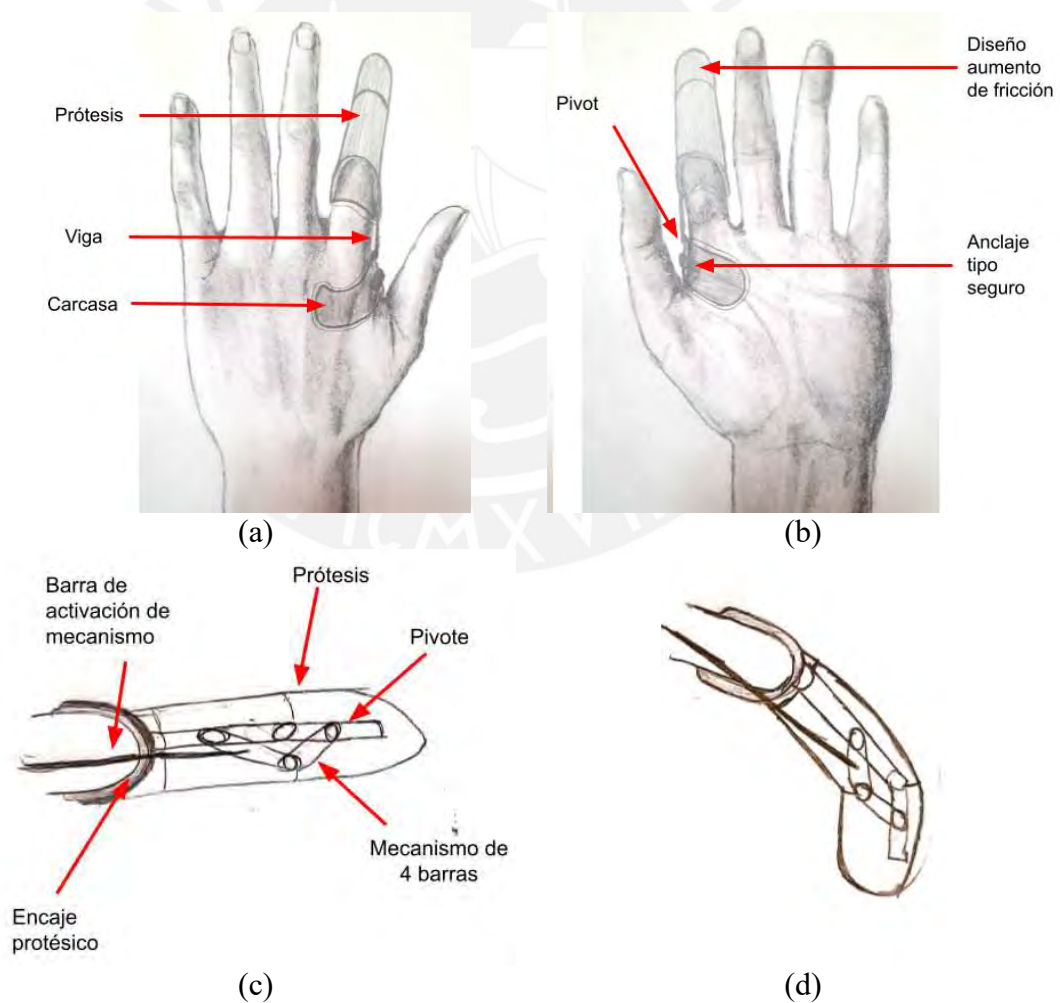 Prótesis
Viga
Carcasa
Pivot
Diseño
aumento
de fricción
Anclaje
tipo
seguro
(a)
(b)
Barra de
activación de
mecanismo
Prótesis
Pivote
Mecanismo de
4 barras
Encaje
protésico
(c)
(d)